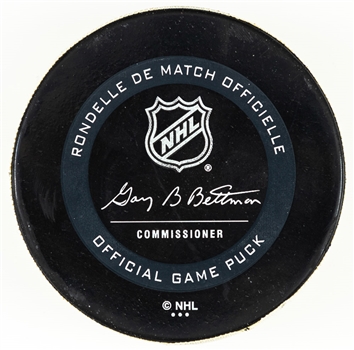 RONDELLE DE MATCH OFFICIELLE
NHL
®
Gary B Bettman
COMMISSIONER
OFFICIAL GAME PUCK
© NHL